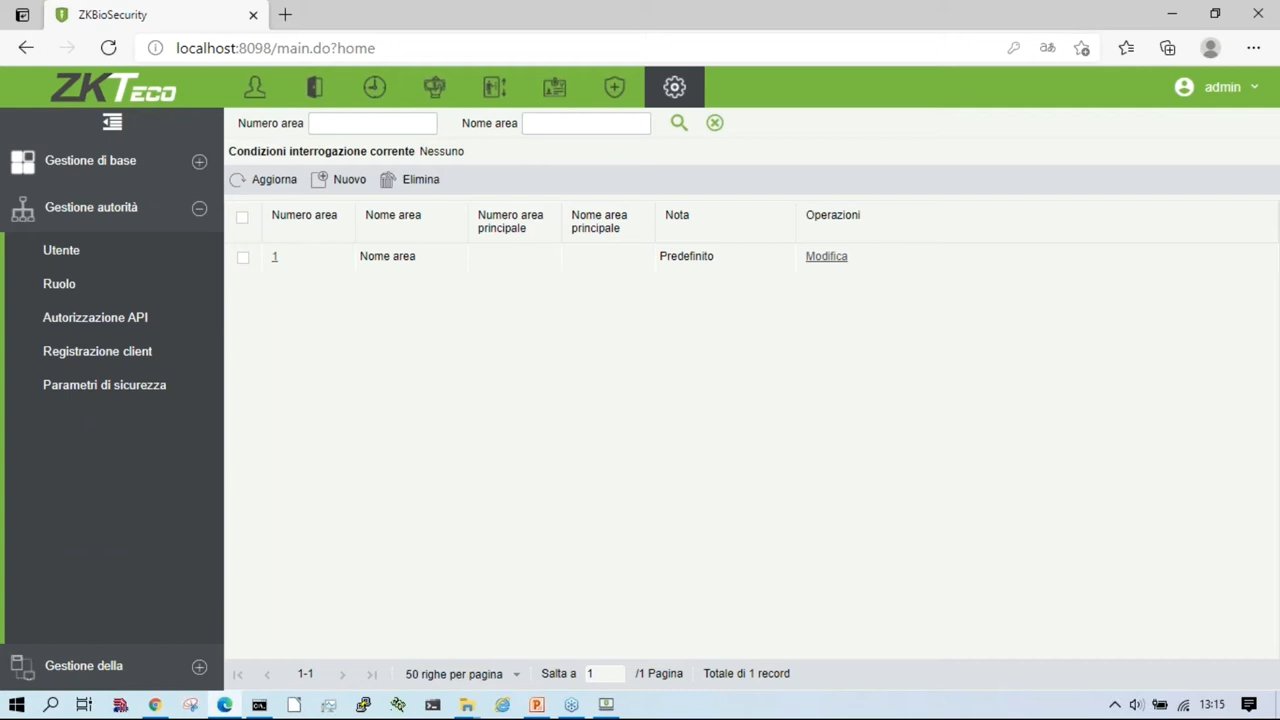 ZKBioSecurity
localhost:8098/main.do?home
ZKTeco
admin
Numero area
Nome area
Condizioni interrogazione corrente Nessuno
Aggiorna
Nuovo
Elimina
Numero area
Nome area
Numero area principale
Nome area principale
Nota
Operazioni
1
Nome area
Predefinito
Modifica
Gestione di base
Gestione autorità
Utente
Ruolo
Autorizzazione API
Registrazione client
Parametri di sicurezza
Gestione della
1-1
50 righe per pagina
Salta a 1 /1 Pagina
Totale di 1 record
13:15